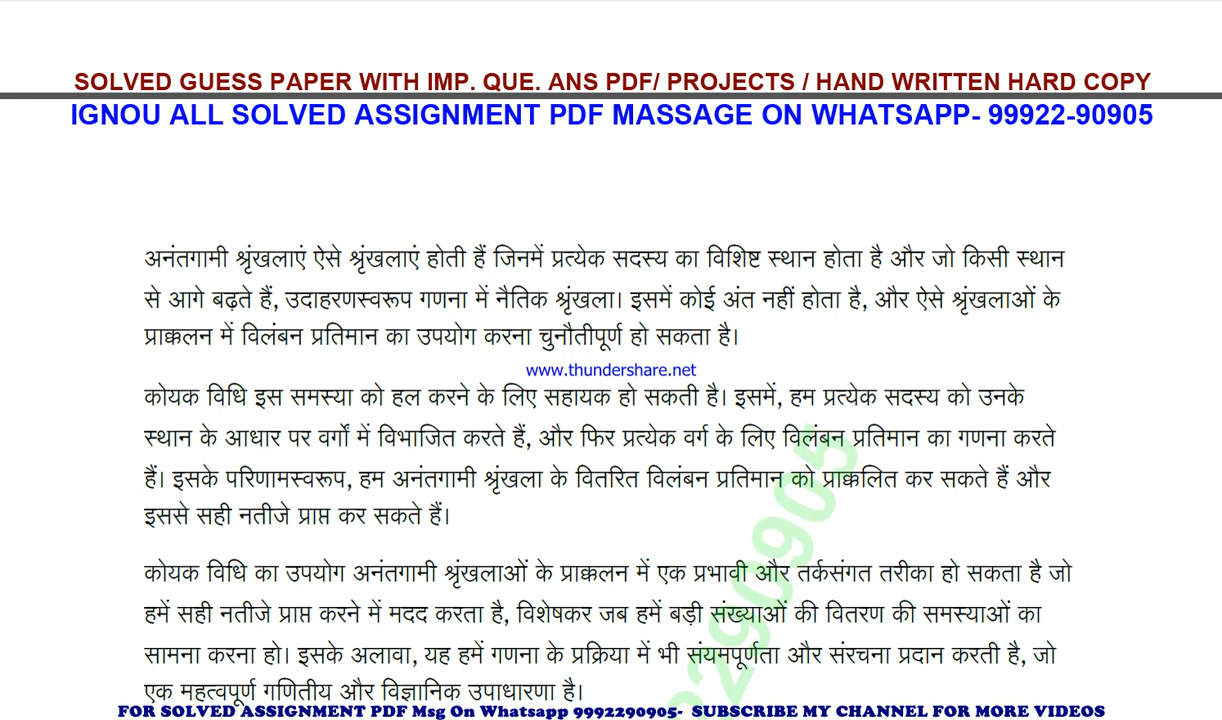 SOLVED GUESS PAPER WITH IMP. QUE. ANS PDF/ PROJECTS / HAND WRITTEN HARD COPY
IGNOU ALL SOLVED ASSIGNMENT PDF MASSAGE ON WHATSAPP- 99922-90905
अनंतगामी श्रृंखलाएं ऐसे श्रृंखलाएं होती हैं जिनमें प्रत्येक सदस्य का विशिष्ट स्थान होता है और जो किसी स्थान
से आगे बढ़ते हैं, उदाहरणस्वरूप गणना में नैतिक श्रृंखला। इसमें कोई अंत नहीं होता है, और ऐसे श्रृंखलाओं के
प्राक्कलन में विलंबन प्रतिमान का उपयोग करना चुनौतीपूर्ण हो सकता है।
www.thundershare.net
कोयक विधि इस समस्या को हल करने के लिए सहायक हो सकती है। इसमें, हम प्रत्येक सदस्य को उनके
स्थान के आधार पर वर्गों में विभाजित करते हैं, और फिर प्रत्येक वर्ग के लिए विलंबन प्रतिमान का गणना करते
हैं। इसके परिणामस्वरूप, हम अनंतगामी श्रृंखला के वितरित विलंबन प्रतिमान को प्राक्कलित कर सकते हैं और
इससे सही नतीजे प्राप्त कर सकते हैं।
कोयक विधि का उपयोग अनंतगामी श्रृंखलाओं के प्राक्कलन में एक प्रभावी और तर्कसंगत तरीका हो सकता है जो
हमें सही नतीजे प्राप्त करने में मदद करता है, विशेषकर जब हमें बड़ी संख्याओं की वितरण की समस्याओं का
सामना करना हो। इसके अलावा, यह हमें गणना के प्रक्रिया में भी संयमपूर्णता और संरचना प्रदान करती है, जो
एक महत्वपूर्ण गणितीय और विज्ञानिक उपाधारणा है।
2290905
FOR SOLVED ASSIGNMENT PDF Msg On Whatsapp 9992290905- SUBSCRIBE MY CHANNEL FOR MORE VIDEOS